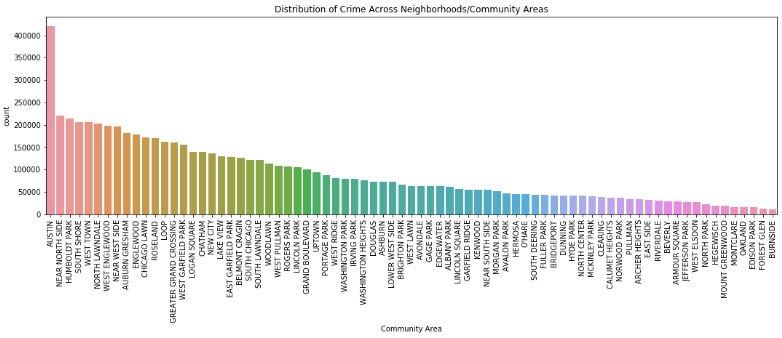 Distribution of Crime Across Neighborhoods/Community Areas
count
400000
350000
300000
250000
200000
150000
100000
50000
0
AUSTIN
NEAR NORTH SIDE
HUMBOLDT PARK
SOUTH SHORE
WEST TOWN
NORTH LAWNDALE
WEST ENGLEWOOD
NEAR WEST SIDE
AUBURN GRESHAM
ENGLEWOOD
CHICAGO LAWN
ROSELAND
LOOP
GREATER GRAND CROSSING
WEST GARFIELD PARK
LOGAN SQUARE
CHATHAM
NEW CITY
LAKE VIEW
EAST GARFIELD PARK
BELMONT CRAGIN
SOUTH CHICAGO
SOUTH LAWNDALE
WOODLAWN
WEST PULLMAN
ROGERS PARK
LINCOLN PARK
GRAND BOULEVARD
UPTOWN
PORTAGE PARK
WEST RIDGE
WASHINGTON PARK
IRVING PARK
WASHINGTON HEIGHTS
DOUGLAS
ASHBURN
LOWER WEST SIDE
BRIGHTON PARK
WEST LAWN
AVONDALE
GAGE PARK
EDGEWATER
ALBANY PARK
LINCOLN SQUARE
GARFIELD RIDGE
KENWOOD
NEAR SOUTH SIDE
MORGAN PARK
AVALON PARK
HERMOSA
O'HARE
SOUTH DEERING
FULLER PARK
BRIDGEPORT
DUNNING
HYDE PARK
NORTH CENTER
MCKINLEY PARK
CLEARING
CALUMET HEIGHTS
NORWOOD PARK
PULLMAN
ARCHER HEIGHTS
EAST SIDE
RIVERDALE
BEVERLY
ARMOUR SQUARE
JEFFERSON PARK
WEST ELSDON
NORTH PARK
HEGEWISCH
MOUNT GREENWOOD
MONTCLARE
OAKLAND
EDISON PARK
FOREST GLEN
BURNSIDE
Community Area